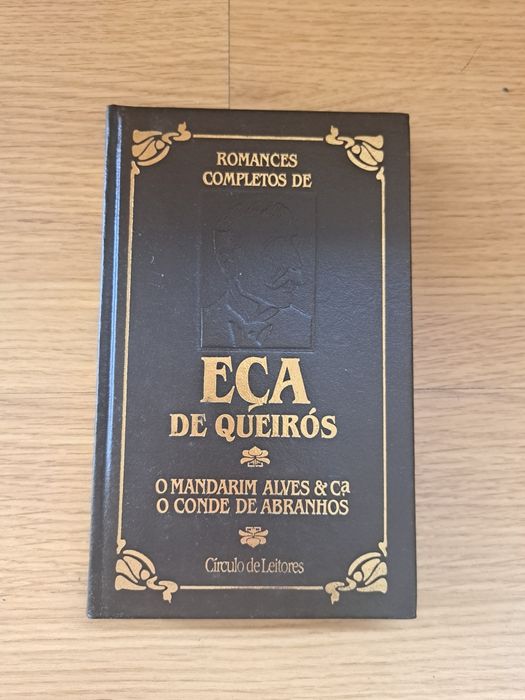 ROMANCES
COMPLETOS DE
EÇA
DE QUEIRÓS
O MANDARIM ALVES & Cª
O CONDE DE ABRANHOS
Círculo de Leitores